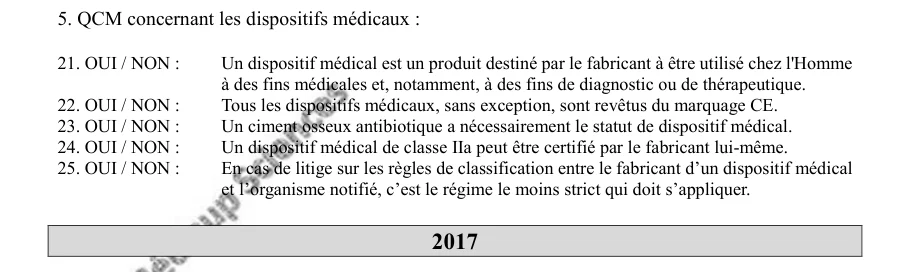 5. QCM concernant les dispositifs médicaux :
21. OUI / NON : Un dispositif médical est un produit destiné par le fabricant à être utilisé chez l'Homme
à des fins médicales et, notamment, à des fins de diagnostic ou de thérapeutique.
22. OUI / NON : Tous les dispositifs médicaux, sans exception, sont revêtus du marquage CE.
23. OUI / NON : Un ciment osseux antibiotique a nécessairement le statut de dispositif médical.
24. OUI / NON : Un dispositif médical de classe IIa peut être certifié par le fabricant lui-même.
25. OUI / NON : En cas de litige sur les règles de classification entre le fabricant d’un dispositif médical
et l’organisme notifié, c’est le régime le moins strict qui doit s’appliquer.
2017